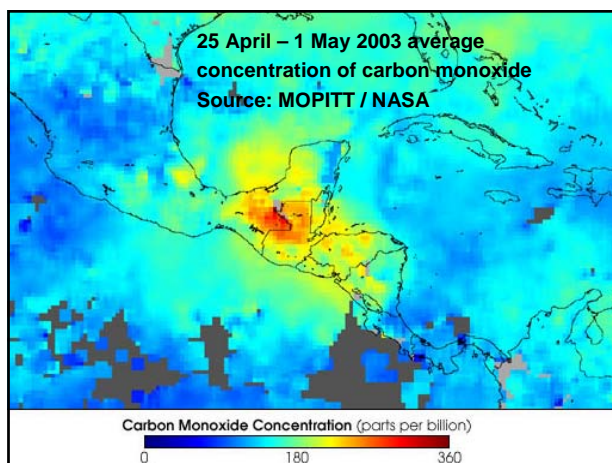 25 April – 1 May 2003 average
concentration of carbon monoxide
Source: MOPITT / NASA
Carbon Monoxide Concentration (parts per billion)
0 180 360